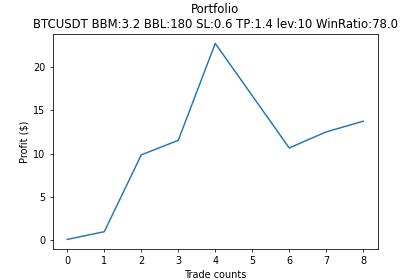 Portfolio
BTCUSDT BBM:3.2 BBL:180 SL:0.6 TP:1.4 lev:10 WinRatio:78.0
Profit ($)
20
15
10
5
0
0 1 2 3 4 5 6 7 8
Trade counts